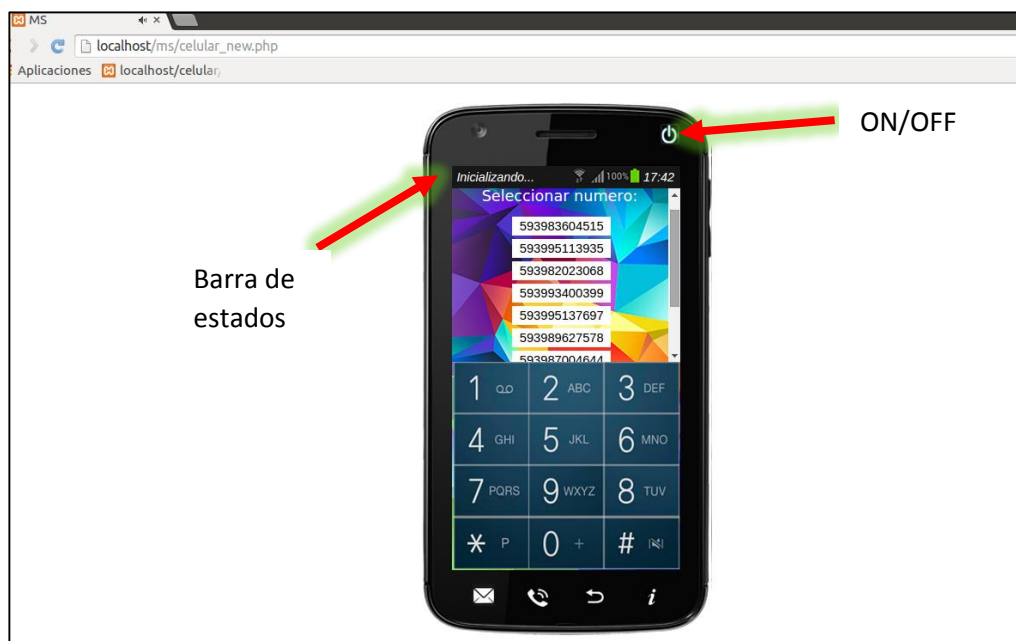 MS
localhost/ms/celular_new.php
Aplicaciones localhost/celular/
ON/OFF
Inicializando... 100% 17:42
Seleccionar numero:
593983604515
593995113935
593982023068
Barra de
estados
593993400399
593995137697
593989627578
593987004644
1 2 ABC 3 DEF
4 GHI 5 JKL 6 MNO
7 PQRS 9 WXYZ 8 TUV
* P 0 + #
i